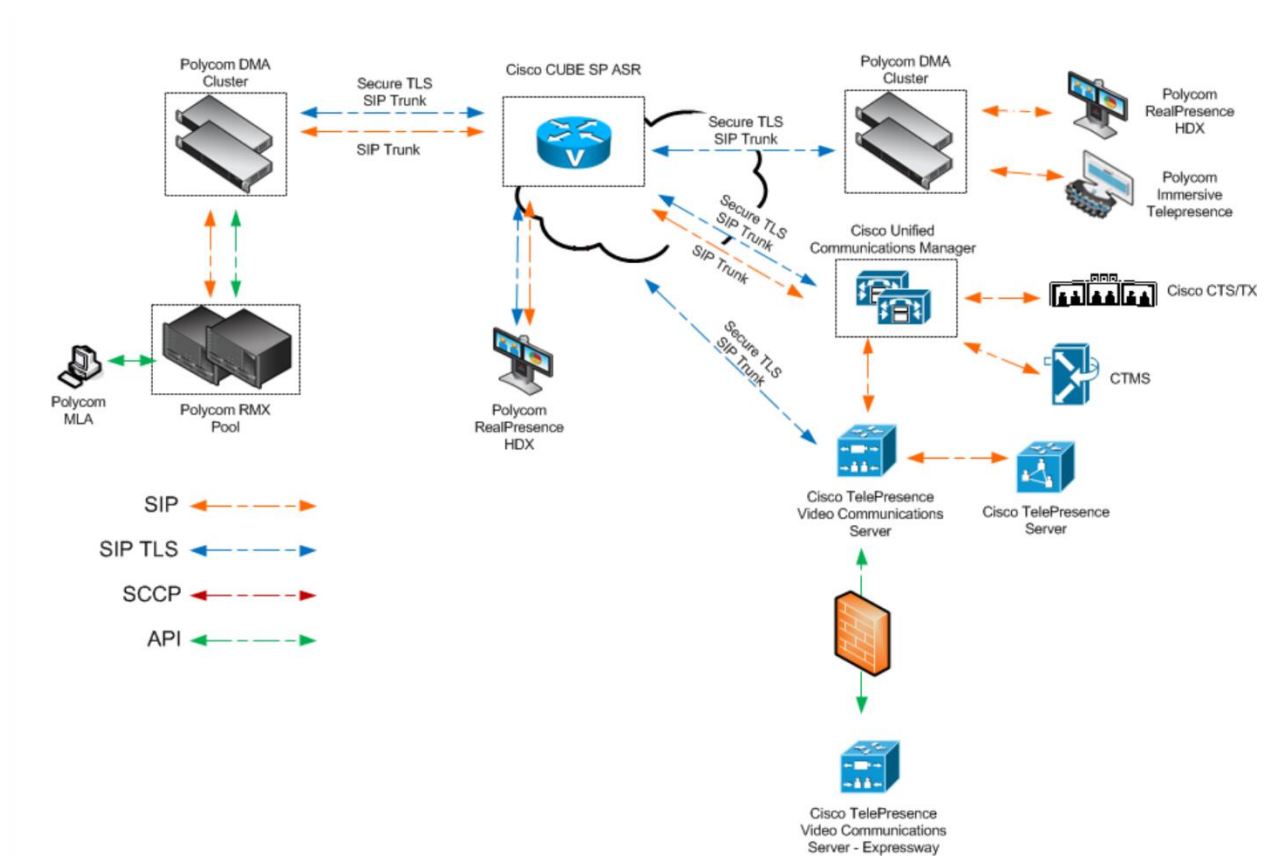 Polycom DMA
Cluster
Secure TLS
SIP Trunk
SIP Trunk
Cisco CUBE SP ASR
V
Secure TLS
SIP Trunk
Polycom DMA
Cluster
Polycom
RealPresence
HDX
Polycom
Immersive
Telepresence
Secure TLS
SIP Trunk
SIP Trunk
Cisco Unified
Communications Manager
Cisco CTS/TX
CTMS
Polycom
MLA
Polycom RMX
Pool
Polycom
RealPresence
HDX
Secure TLS
SIP Trunk
Cisco TelePresence
Video Communications
Server
Cisco TelePresence
Server
SIP
SIP TLS
SCCP
API
Cisco TelePresence
Video Communications
Server - Expressway